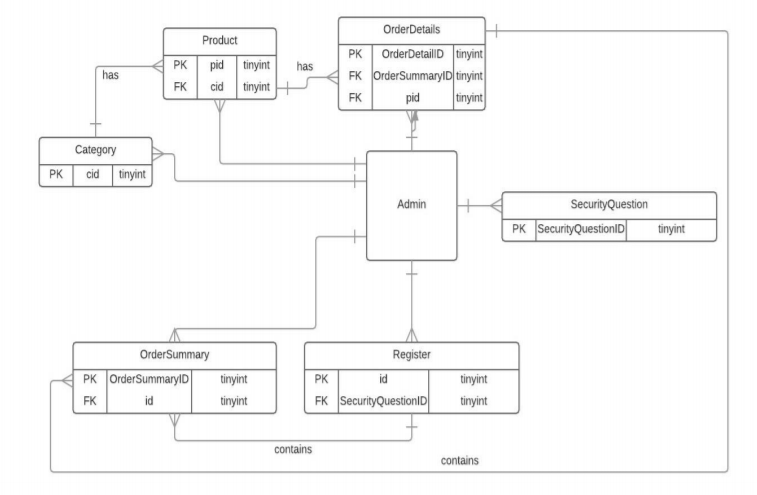 OrderDetails
PK OrderDetailID tinyint
FK OrderSummaryID tinyint
FK pid tinyint
Product
PK pid tinyint
FK cid tinyint
has
has
Category
PK cid tinyint
Admin
SecurityQuestion
PK SecurityQuestionID tinyint
OrderSummary
PK OrderSummaryID tinyint
FK id tinyint
Register
PK id tinyint
FK SecurityQuestionID tinyint
contains
contains